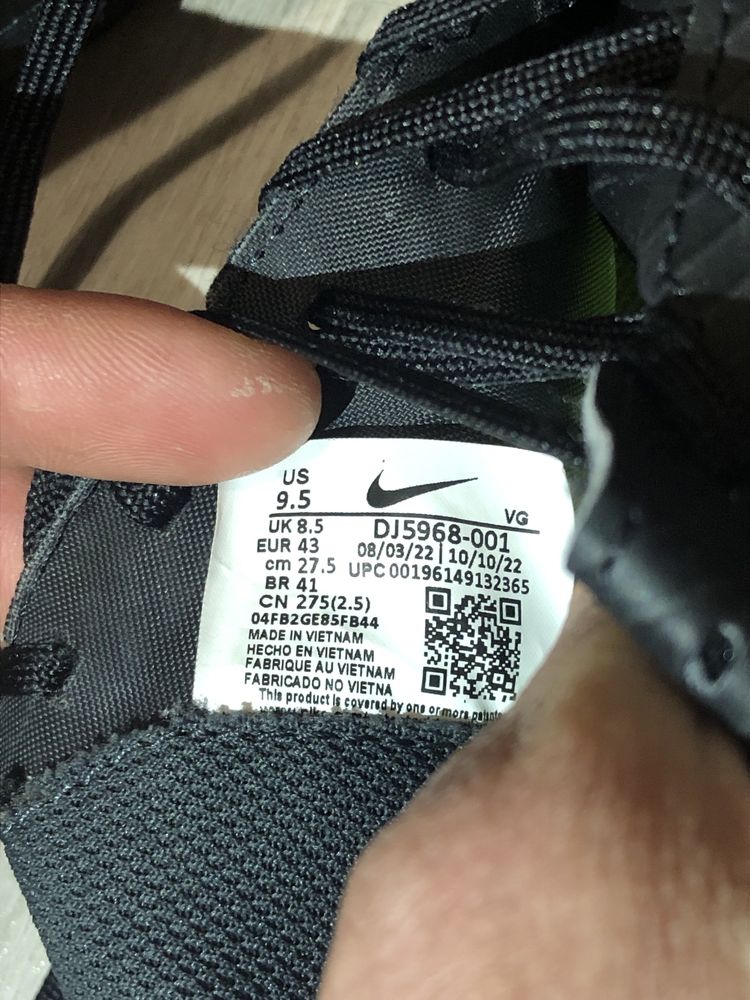 US
9.5
VG
UK 8.5
DJ5968-001
EUR 43
08/03/22 | 10/10/22
cm 27.5
UPC 00196149132365
BR 41
CN 275(2.5)
04FB2GE85FB44
MADE IN VIETNAM
HECHO EN VIETNAM
FABRIQUE AU VIETNAM
FABRICADO NO VIETNA
This product is covered by one or more patents